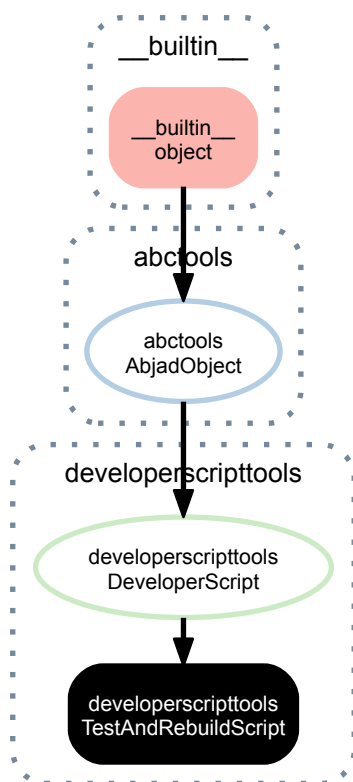 __builtin__
__builtin__
object
abctools
abctools
AbjadObject
developerscripttools
developerscripttools
DeveloperScript
developerscripttools
TestAndRebuildScript